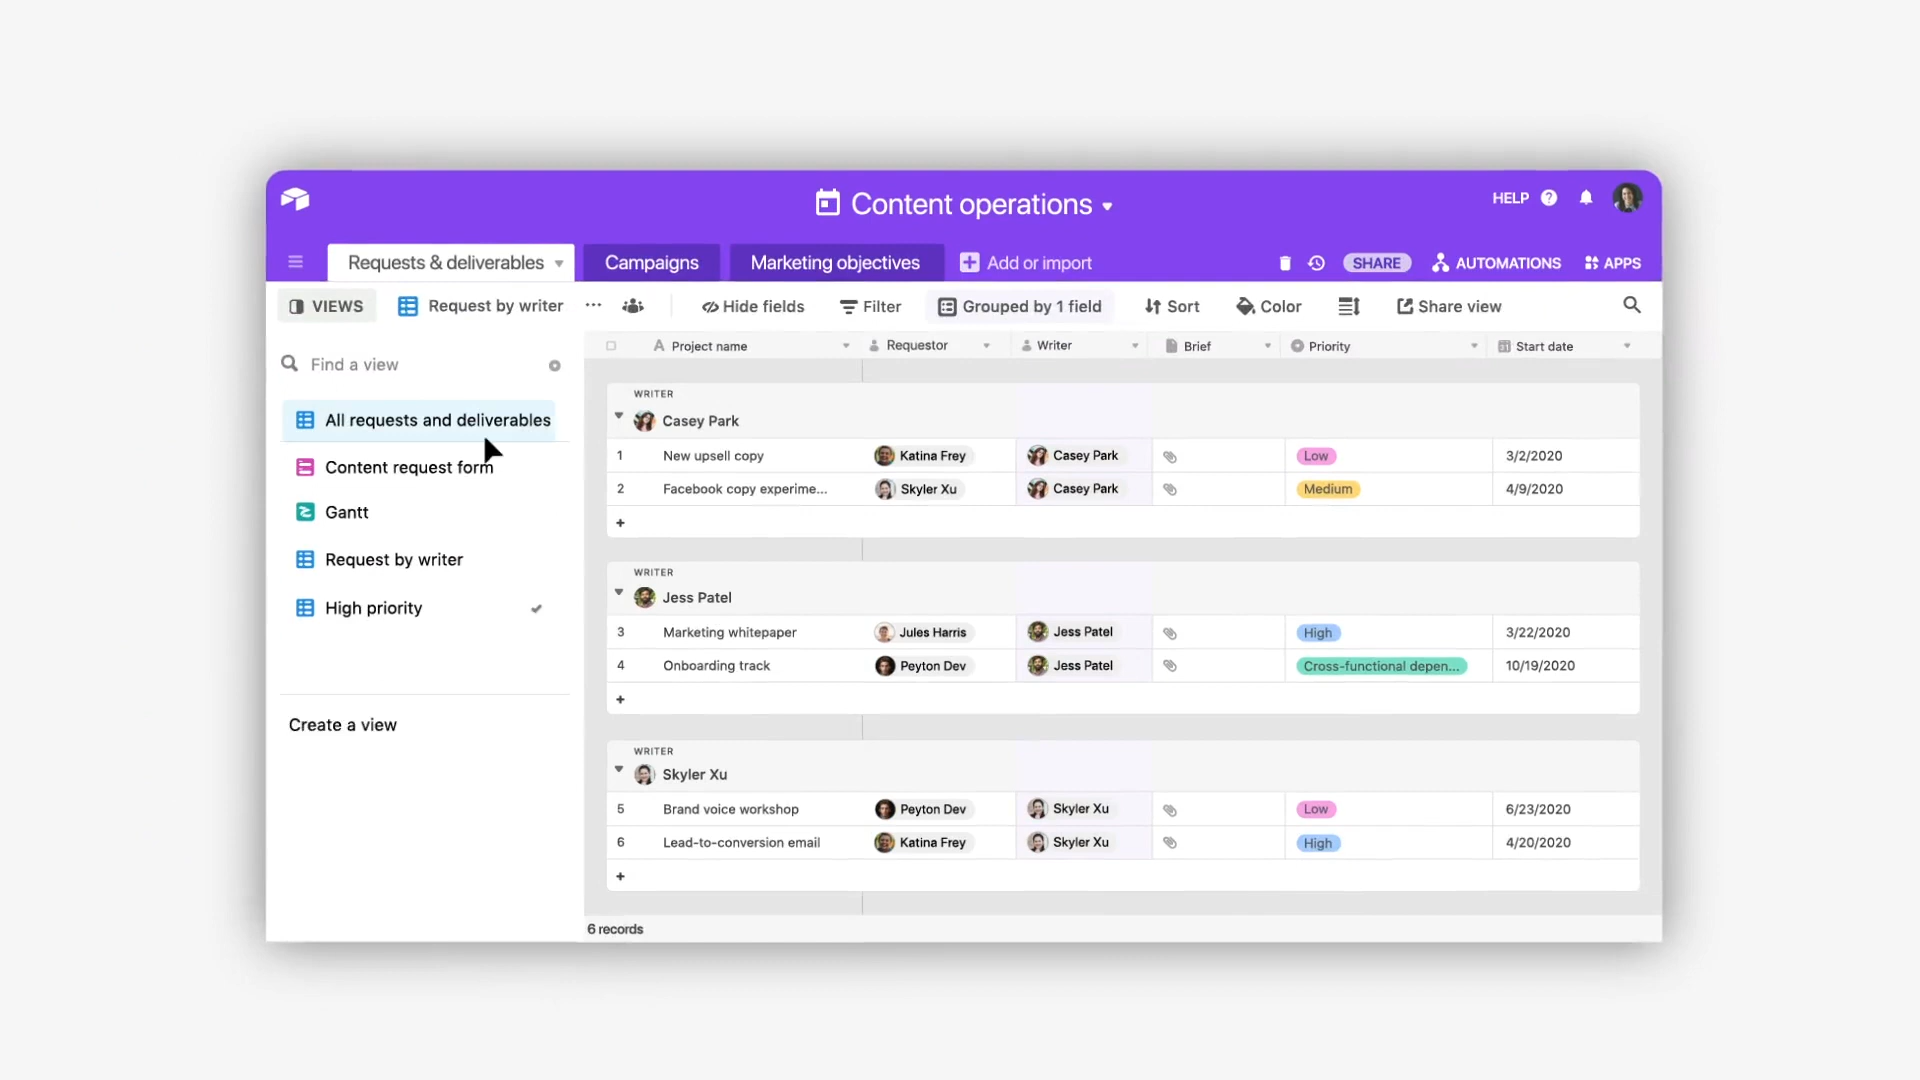 Content operations
HELP
Requests & deliverables
Campaigns
Marketing objectives
Add or import
SHARE
AUTOMATIONS
APPS
VIEWS
Request by writer
Hide fields
Filter
Grouped by 1 field
Sort
Color
Share view
Find a view
All requests and deliverables
Content request form
Gantt
Request by writer
High priority
Create a view
Project name Requestor Writer Brief Priority Start date
WRITER
Casey Park
1 New upsell copy Katina Frey Casey Park Low 3/2/2020
2 Facebook copy experime... Skyler Xu Casey Park Medium 4/9/2020
+
WRITER
Jess Patel
3 Marketing whitepaper Jules Harris Jess Patel High 3/22/2020
4 Onboarding track Peyton Dev Jess Patel Cross-functional depen... 10/19/2020
+
WRITER
Skyler Xu
5 Brand voice workshop Peyton Dev Skyler Xu Low 6/23/2020
6 Lead-to-conversion email Katina Frey Skyler Xu High 4/20/2020
+
6 records